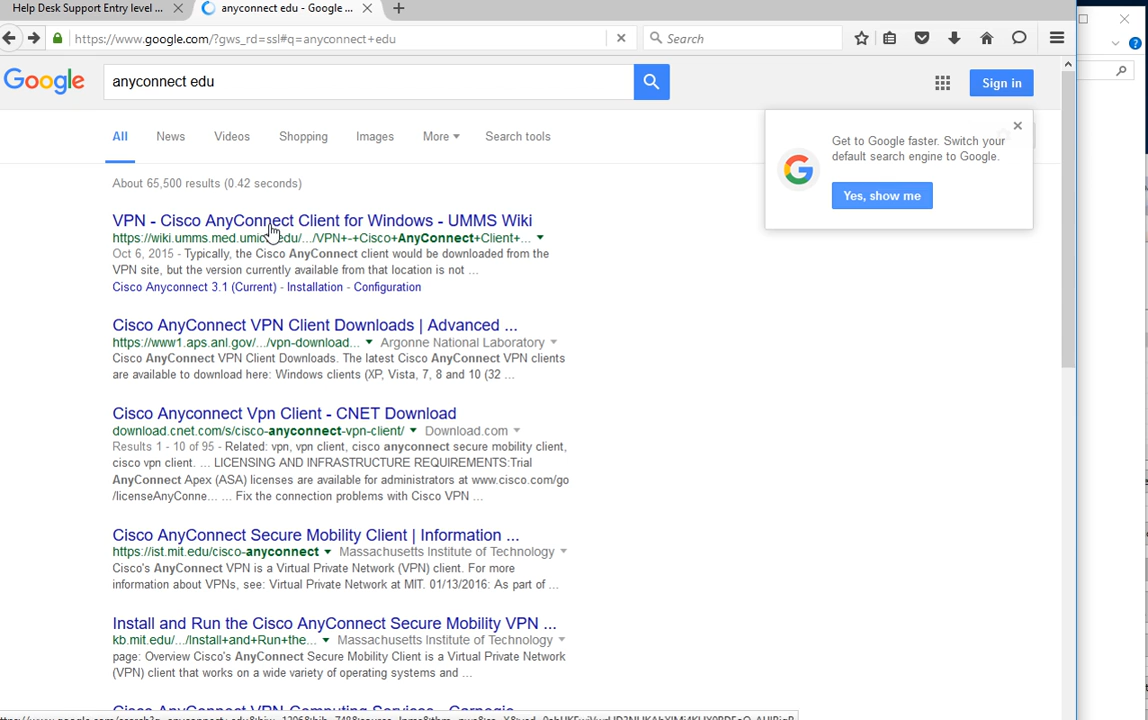 Help Desk Support Entry level ...
anyconnect edu - Google ...
https://www.google.com/?gws_rd=ssl#q=anyconnect+edu
Search
Google
anyconnect edu
Sign in
All
News
Videos
Shopping
Images
More
Search tools
Get to Google faster. Switch your
default search engine to Google.
Yes, show me
About 65,500 results (0.42 seconds)
VPN - Cisco AnyConnect Client for Windows - UMMS Wiki
https://wiki.umms.med.umich.edu/.../VPN+-+Cisco+AnyConnect+Client+...
Oct 6, 2015 - Typically, the Cisco AnyConnect client would be downloaded from the
VPN site, but the version currently available from that location is not ...
Cisco Anyconnect 3.1 (Current) - Installation - Configuration
Cisco AnyConnect VPN Client Downloads | Advanced ...
https://www1.aps.anl.gov/.../vpn-download... Argonne National Laboratory
Cisco AnyConnect VPN Client Downloads. The latest Cisco AnyConnect VPN clients
are available to download here: Windows clients (XP, Vista, 7, 8 and 10 (32 ...
Cisco Anyconnect Vpn Client - CNET Download
download.cnet.com/s/cisco-anyconnect-vpn-client/ Download.com
Results 1 - 10 of 95 - Related: vpn, vpn client, cisco anyconnect secure mobility client,
cisco vpn client. ... LICENSING AND INFRASTRUCTURE REQUIREMENTS:Trial
AnyConnect Apex (ASA) licenses are available for administrators at www.cisco.com/go
/licenseAnyConne... ... Fix the connection problems with Cisco VPN ...
Cisco AnyConnect Secure Mobility Client | Information ...
https://ist.mit.edu/cisco-anyconnect Massachusetts Institute of Technology
Cisco's AnyConnect VPN is a Virtual Private Network (VPN) client. For more
information about VPNs, see: Virtual Private Network at MIT. 01/13/2016: As part of ...
Install and Run the Cisco AnyConnect Secure Mobility VPN ...
kb.mit.edu/.../Install+and+Run+the... Massachusetts Institute of Technology
page: Overview Cisco's AnyConnect Secure Mobility Client is a Virtual Private Network
(VPN) client that works on a wide variety of operating systems and ...
Cisco AnyConnect VPN-Computing Services - Carnegie